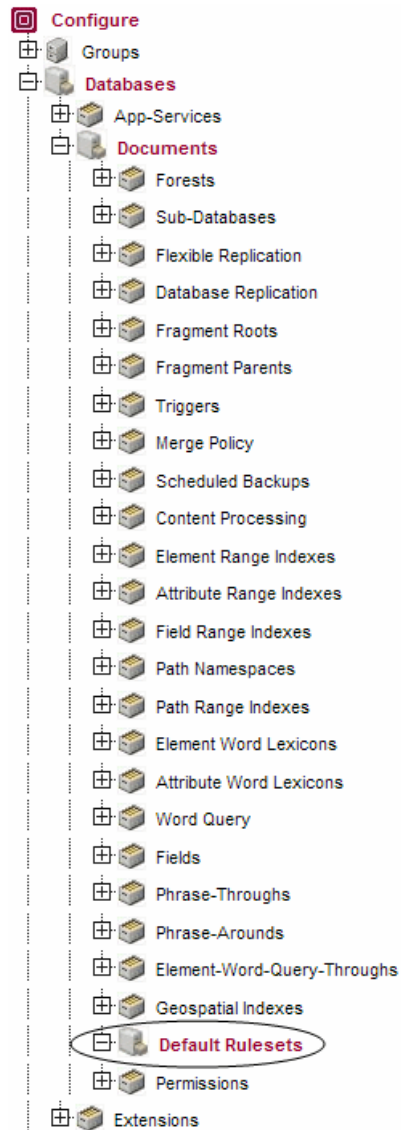 Configure
Groups
Databases
App-Services
Documents
Forests
Sub-Databases
Flexible Replication
Database Replication
Fragment Roots
Fragment Parents
Triggers
Merge Policy
Scheduled Backups
Content Processing
Element Range Indexes
Attribute Range Indexes
Field Range Indexes
Path Namespaces
Path Range Indexes
Element Word Lexicons
Attribute Word Lexicons
Word Query
Fields
Phrase-Throughs
Phrase-Arounds
Element-Word-Query-Throughs
Geospatial Indexes
Default Rulesets
Permissions
Extensions